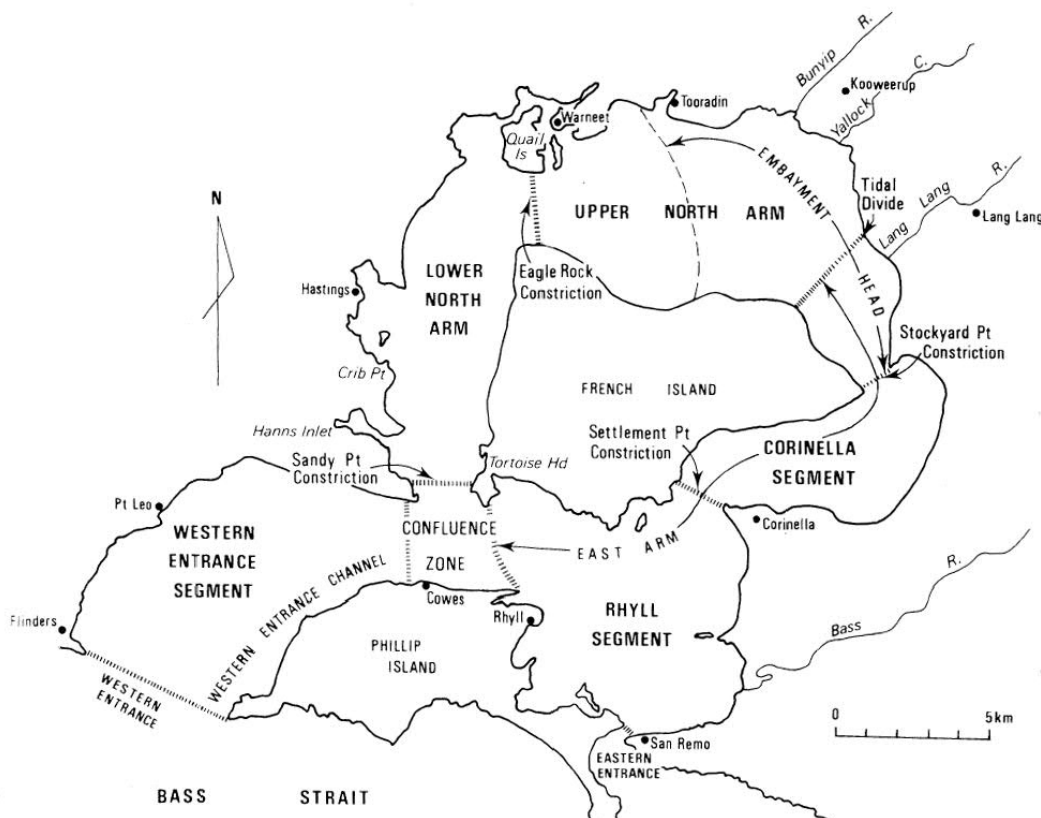 Bunyip R.
Kooweerup
Yallock C.
Tooradin
Warneet
Quail
Is
EMBAYMENT HEAD
Tidal
Divide
Lang Lang R.
Lang Lang
N
UPPER NORTH ARM
LOWER
NORTH
ARM
Eagle Rock
Constriction
Hastings
Stockyard Pt
Constriction
Crib Pt
FRENCH ISLAND
Hanns Inlet
Settlement Pt
Constriction
Sandy Pt
Constriction
Tortoise Hd
CORINELLA
SEGMENT
Pt Leo
CONFLUENCE
ZONE
Corinella
WESTERN
ENTRANCE
SEGMENT
EAST ARM
WESTERN ENTRANCE CHANNEL
Cowes
Rhyll
RHYLL
SEGMENT
Bass R.
Flinders
PHILLIP
ISLAND
WESTERN
ENTRANCE
0 5km
San Remo
EASTERN
ENTRANCE
BASS STRAIT